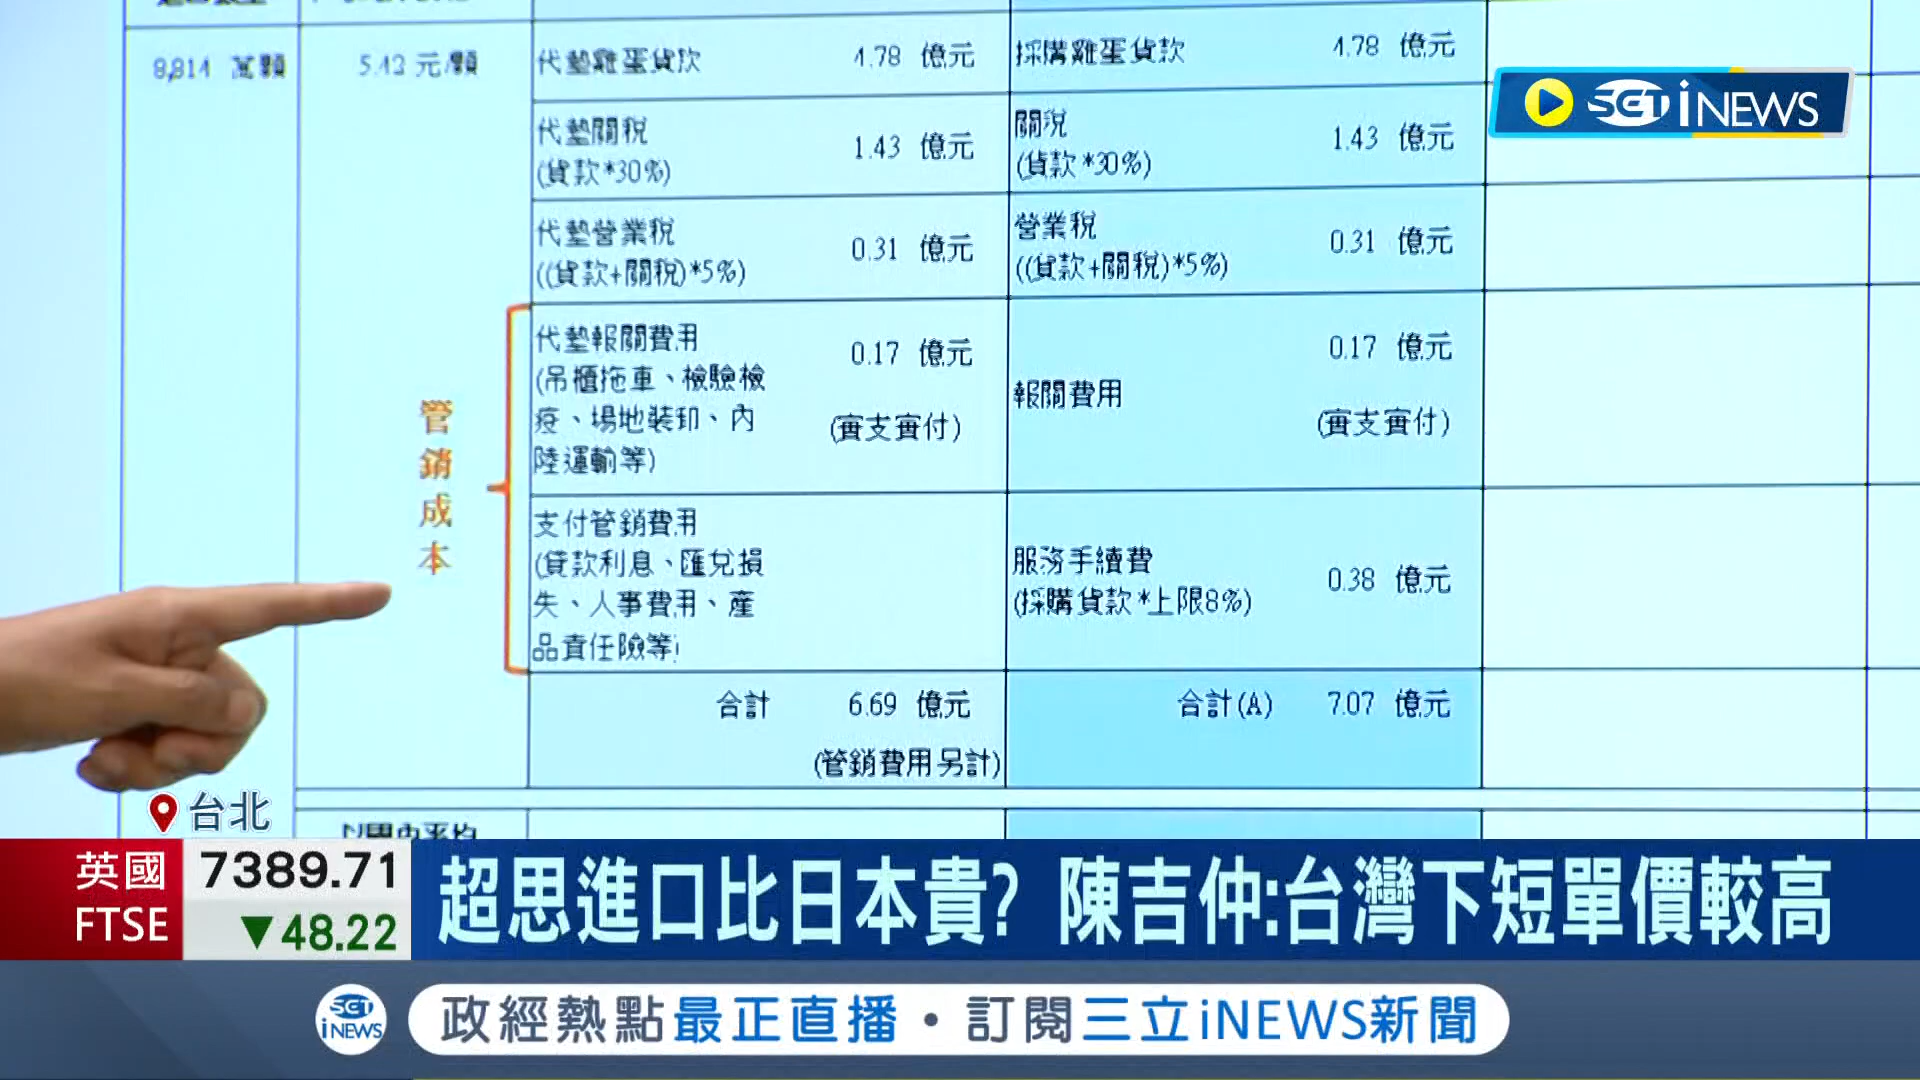 8,814 萬顆
5.43 元/顆
代墊雞蛋貨款 4.78 億元
採購雞蛋貨款 4.78 億元
代墊關稅
(貨款*30%)
1.43 億元
關稅
(貨款*30%)
1.43 億元
代墊營業稅
((貨款+關稅)*5%)
0.31 億元
營業稅
((貨款+關稅)*5%)
0.31 億元
管銷成本
代墊報關費用
(吊櫃拖車、檢驗檢
疫、場地裝卸、內
陸運輸等)
0.17 億元
(實支實付)
報關費用
0.17 億元
(實支實付)
支付管銷費用
(貸款利息、匯兌損
失、人事費用、產
品責任險等)
服務手續費
(採購貨款*上限8%)
0.38 億元
合計 6.69 億元
(管銷費用另計)
合計(A) 7.07 億元
以國內平均
SET iNEWS
台北
英國
FTSE
7389.71
▼48.22
超思進口比日本貴? 陳吉仲:台灣下短單價較高
SET
iNEWS
政經熱點最正直播・訂閱三立iNEWS新聞